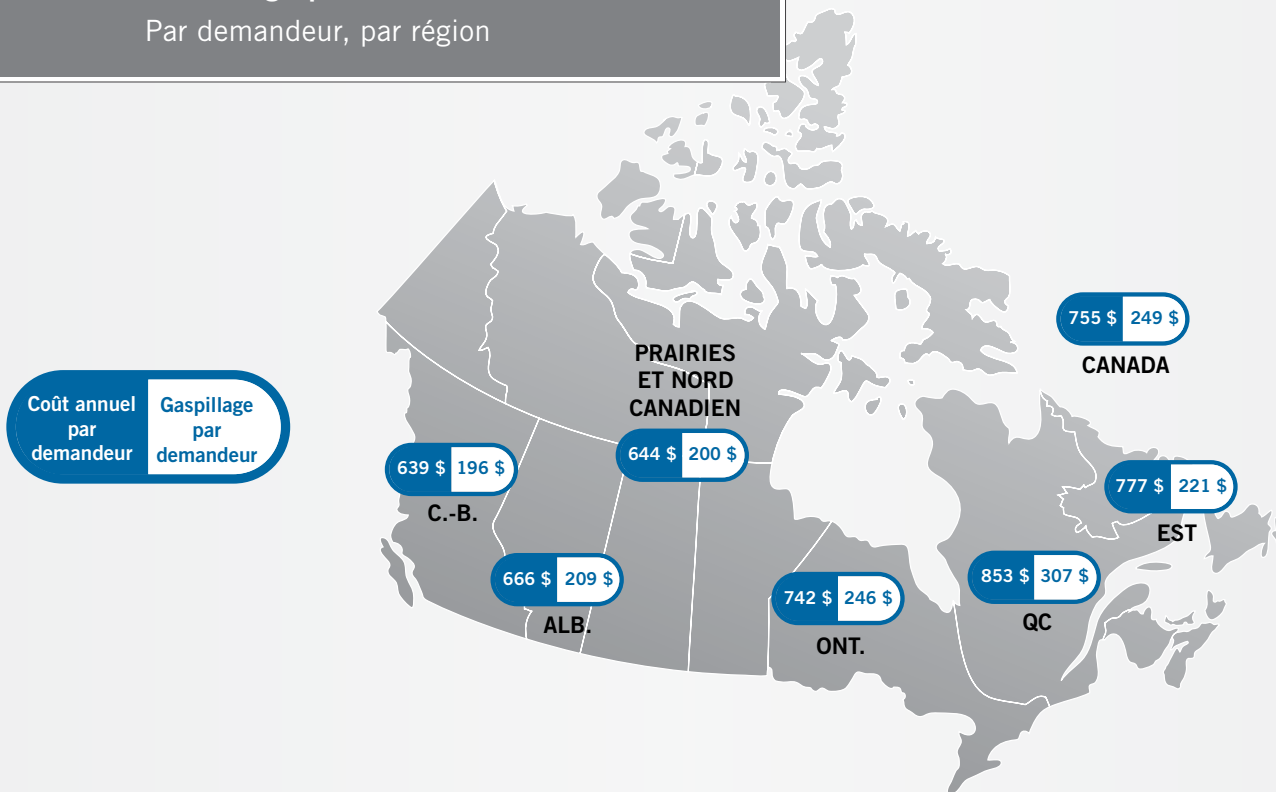 Par demandeur, par région
755 $ 249 $
CANADA
PRAIRIES
ET NORD
CANADIEN
644 $ 200 $
Coût annuel
par
demandeur
Gaspillage
par
demandeur
639 $ 196 $
C.-B.
777 $ 221 $
EST
666 $ 209 $
ALB.
853 $ 307 $
QC
742 $ 246 $
ONT.